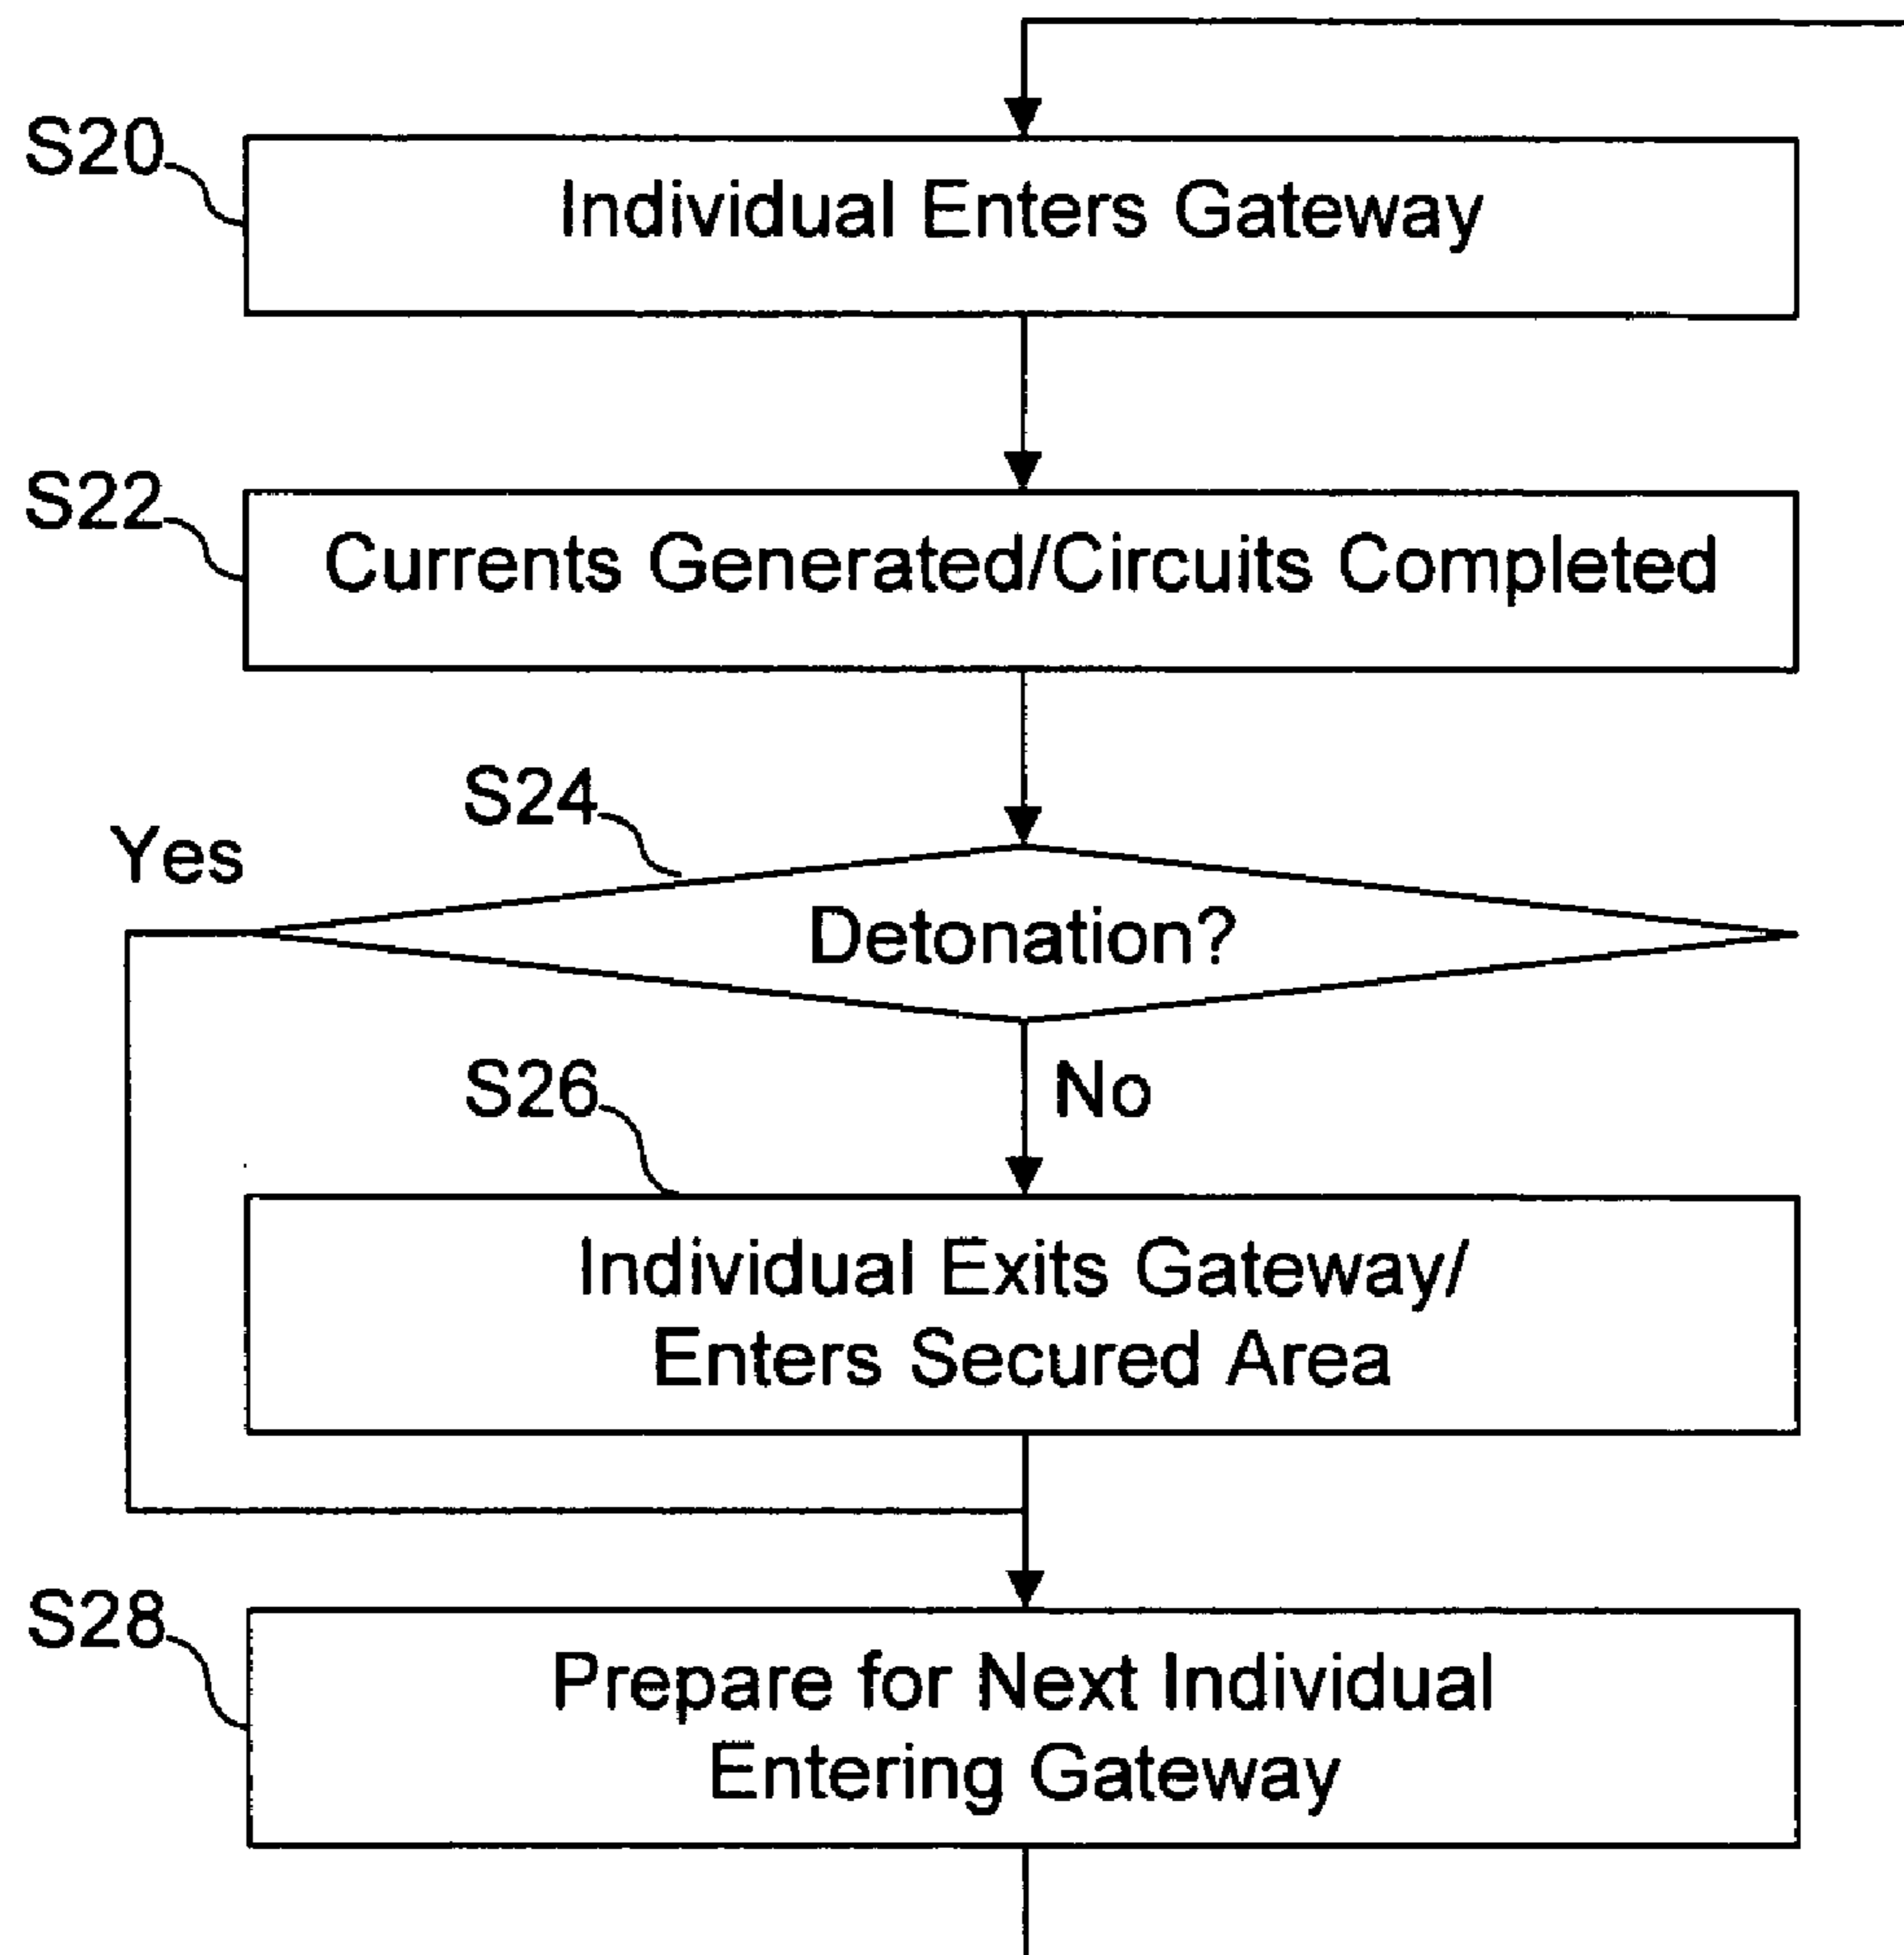 S20
Individual Enters Gateway
S22
Currents Generated/Circuits Completed
S24
Yes
Detonation?
S26
No
Individual Exits Gateway/
Enters Secured Area
S28
Prepare for Next Individual
Entering Gateway